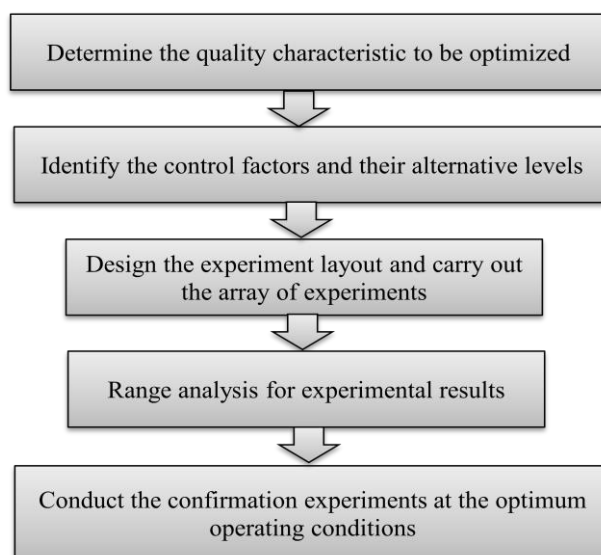 Determine the quality characteristic to be optimized
Identify the control factors and their alternative levels
Design the experiment layout and carry out
the array of experiments
Range analysis for experimental results
Conduct the confirmation experiments at the optimum
operating conditions